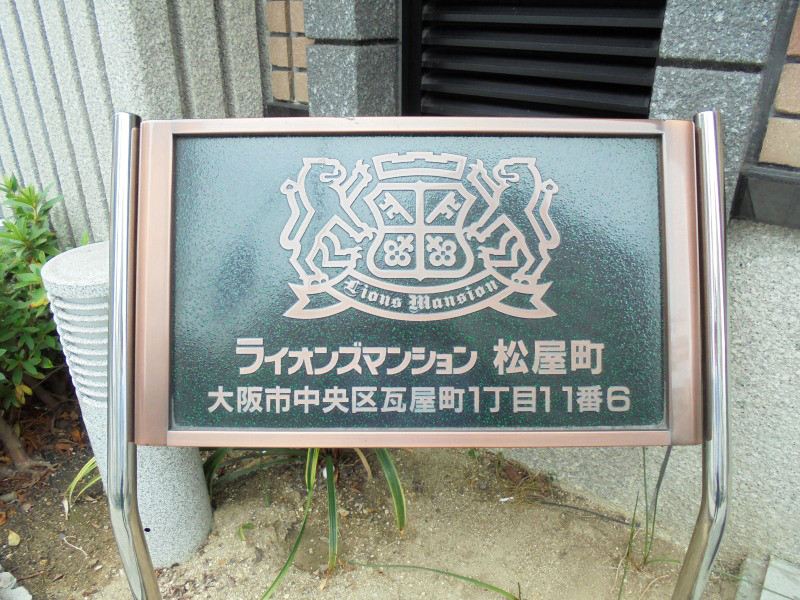 Lions Mansion
ライオンズマンション 松屋町
大阪市中央区瓦屋町1丁目11番6